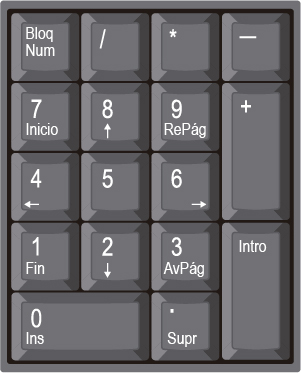 Bloq
Num
/
*
—
7
Inicio
8
↑
9
RePág
+
4
←
5
6
→
1
Fin
2
↓
3
AvPág
Intro
0
Ins
.
Supr